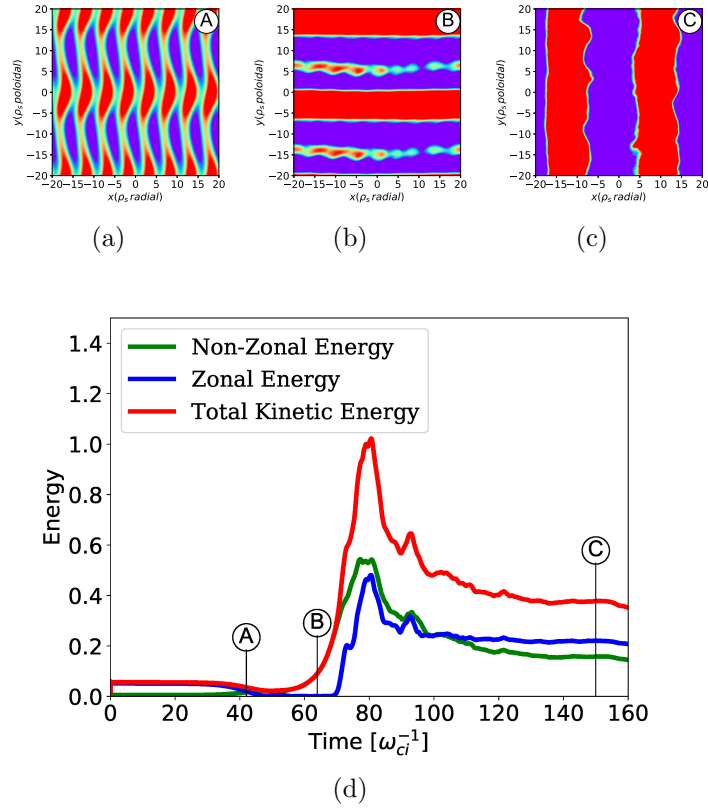 A
B
C
y(ρs poloidal)
20
15
10
5
0
−5
−10
−15
−20
−20−15−10 −5 0 5 10 15 20
x(ρs radial)
y(ρs poloidal)
20
15
10
5
0
−5
−10
−15
−20
−20−15−10 −5 0 5 10 15 20
x(ρs radial)
y(ρs poloidal)
20
15
10
5
0
−5
−10
−15
−20
−20−15−10 −5 0 5 10 15 20
x(ρs radial)
(a)
(b)
(c)
Non-Zonal Energy
Zonal Energy
Total Kinetic Energy
Energy
1.4
1.2
1.0
0.8
0.6
0.4
0.2
0.0
A
B
C
0 20 40 60 80 100 120 140 160
Time [ω_ci^−1]
(d)